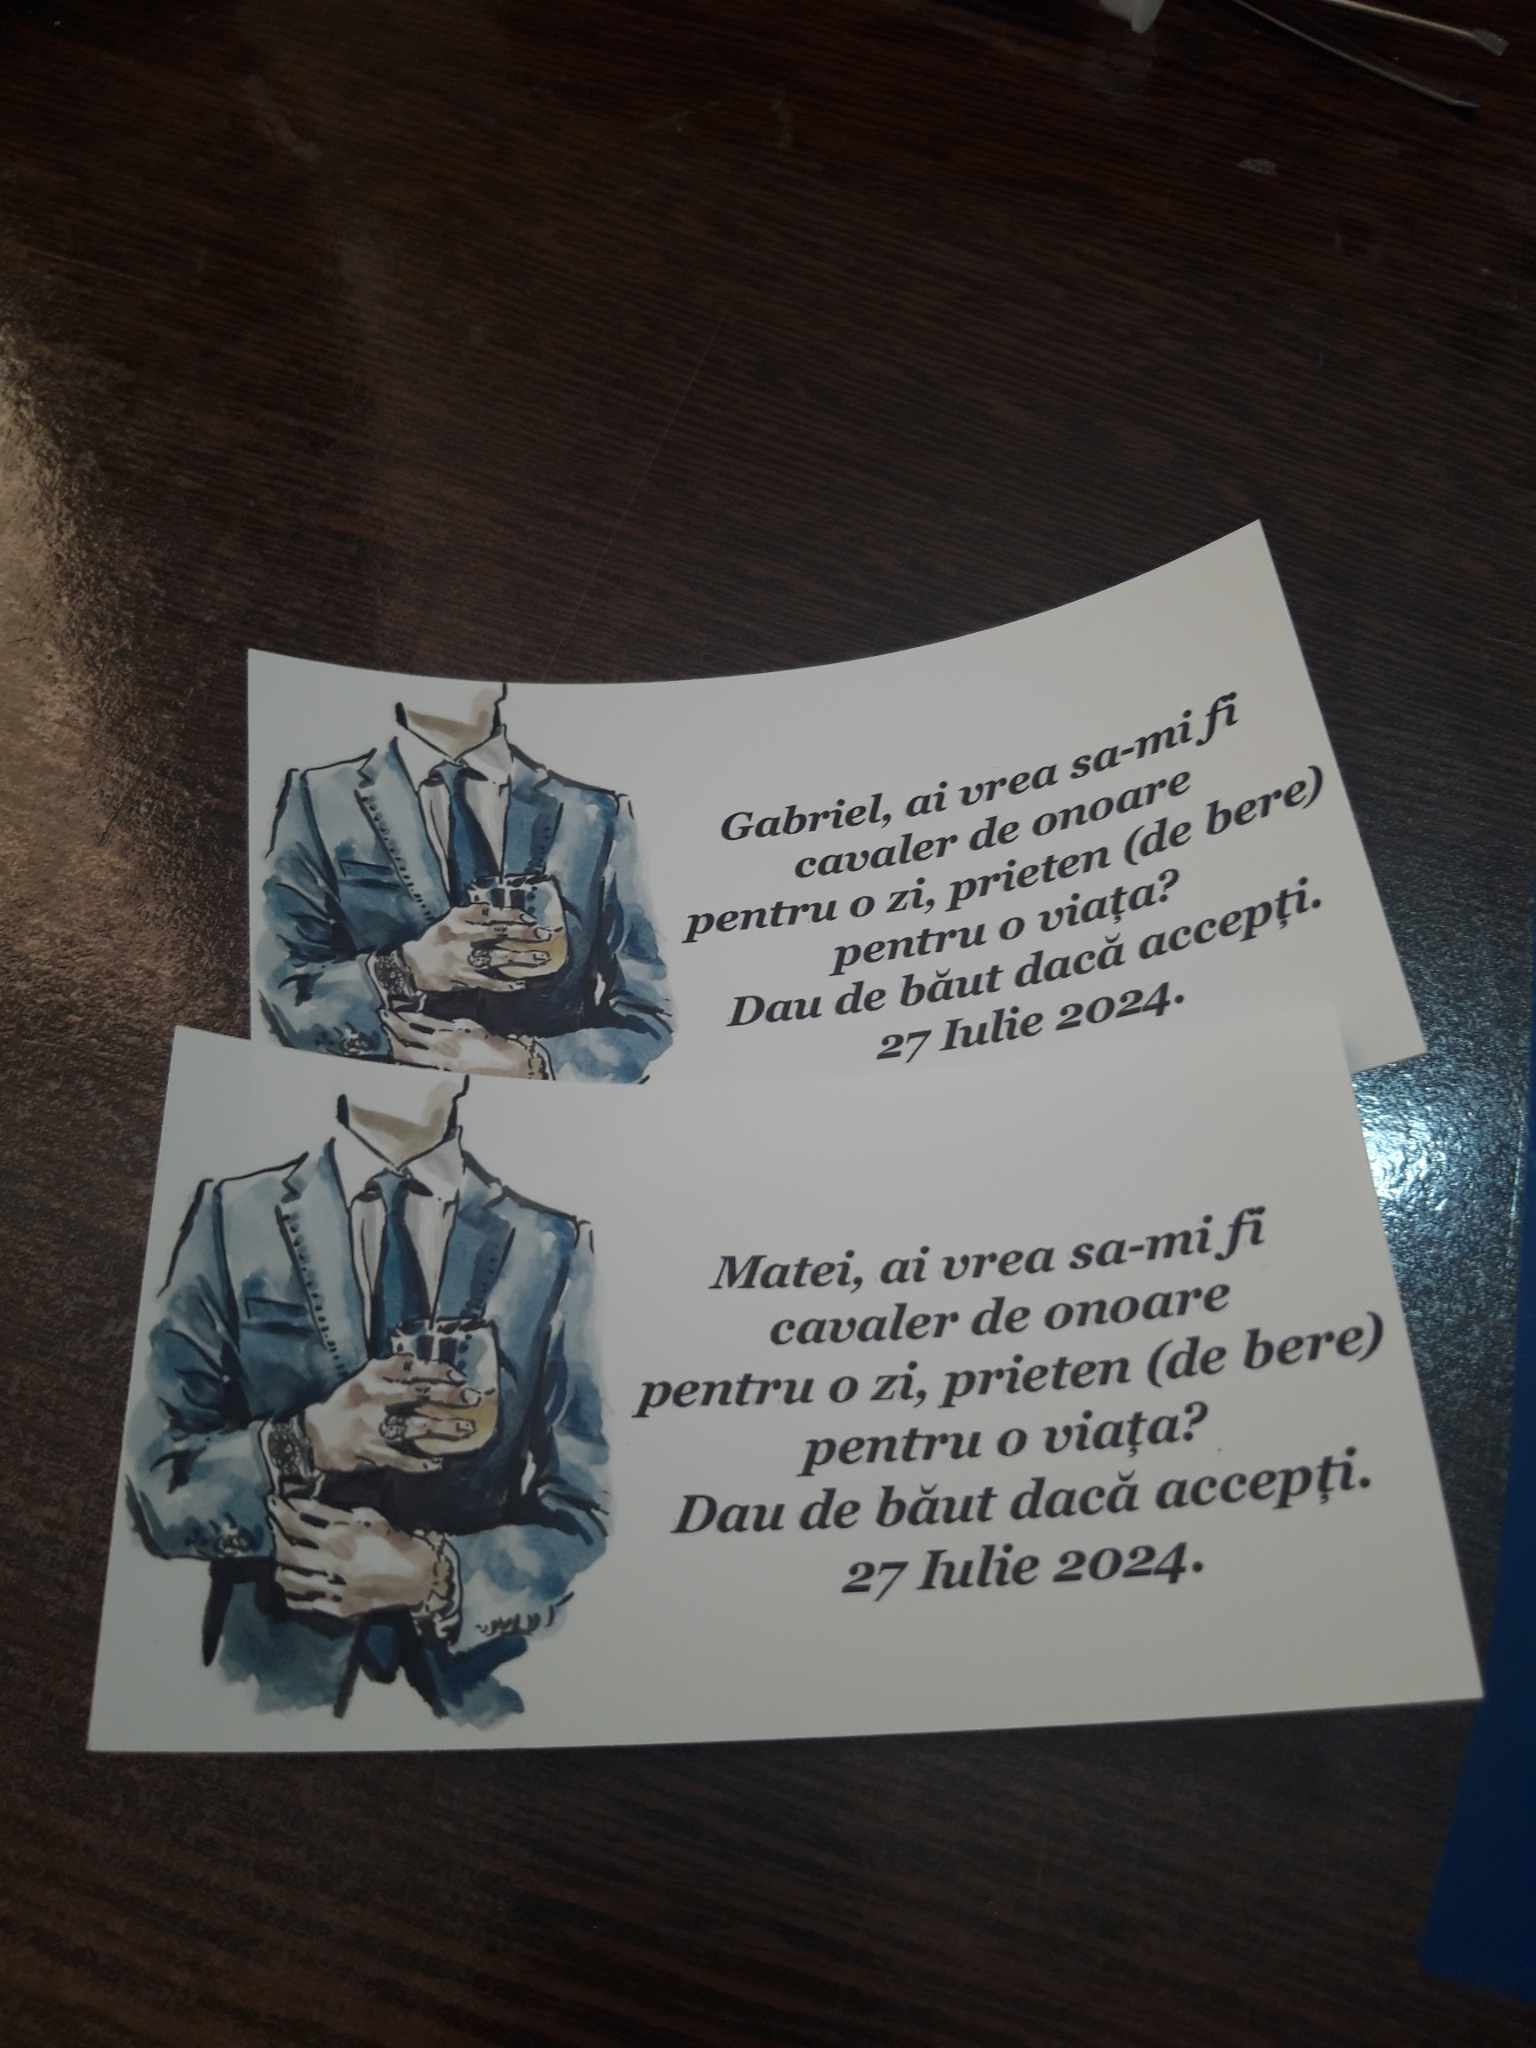 Gabriel, ai vrea sa-mi fi
cavaler de onoare
pentru o zi, prieten (de bere)
pentru o viața?
Dau de băut dacă accepți.
27 Iulie 2024.
Matei, ai vrea sa-mi fi
cavaler de onoare
pentru o zi, prieten (de bere)
pentru o viața?
Dau de băut dacă accepți.
27 Iulie 2024.